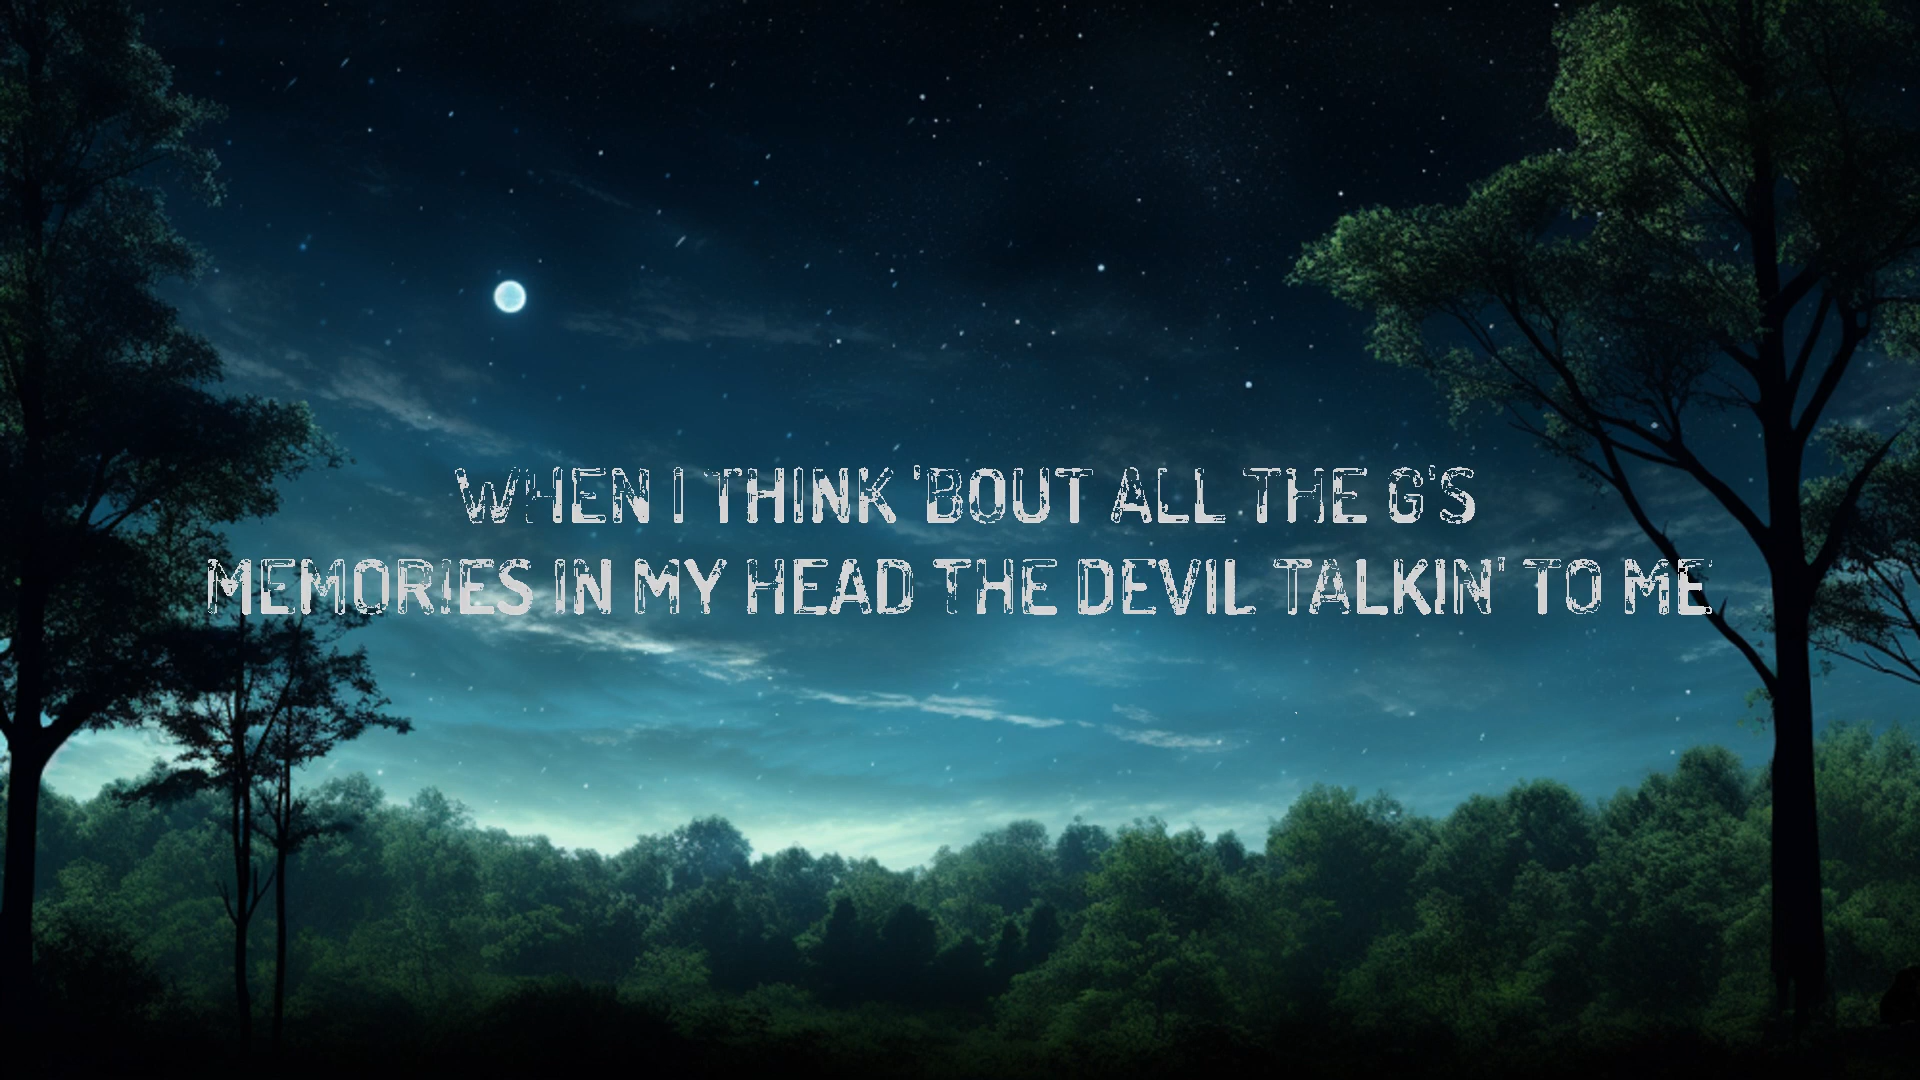 WHEN I THINK 'BOUT ALL THE G'S
MEMORIES IN MY HEAD THE DEVIL TALKIN' TO ME